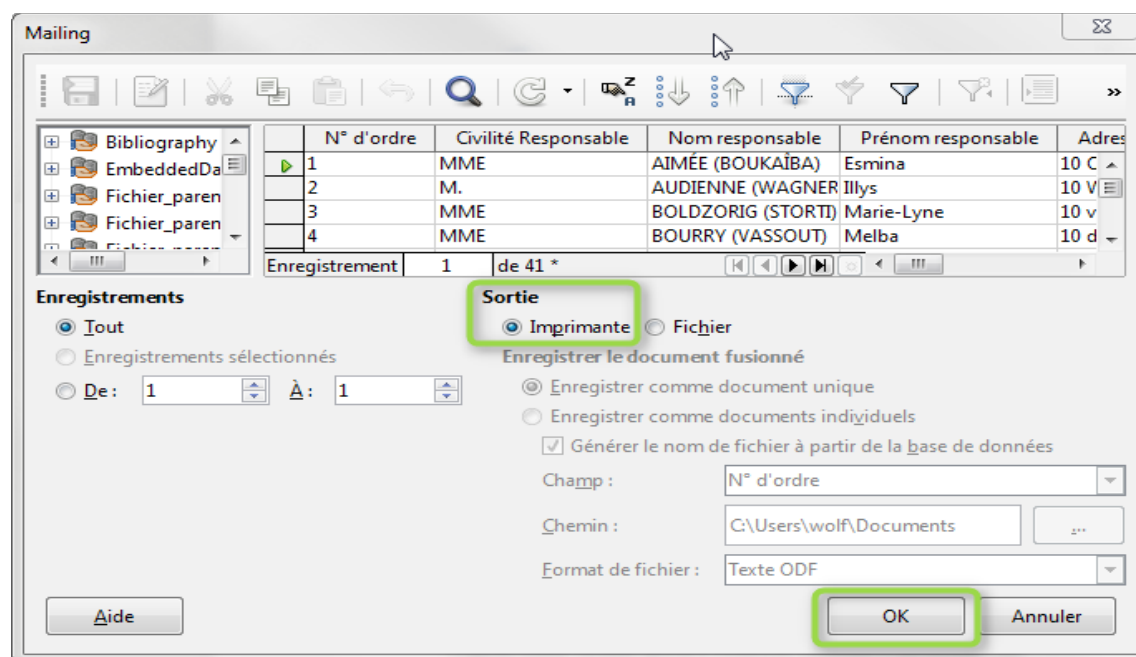 Mailing
N° d'ordre Civilité Responsable Nom responsable Prénom responsable Adres
Bibliography
EmbeddedDa
Fichier_paren
Fichier_paren
1 MME AIMÉE (BOUKAÏBA) Esmina 10 C
2 M. AUDIENNE (WAGNER Illys 10 V
3 MME BOLDZORIG (STORTI) Marie-Lyne 10 v
4 MME BOURRY (VASSOUT) Melba 10 d
Enregistrement 1 de 41 *
Enregistrements Sortie
Tout Imprimante Fichier
Enregistrements sélectionnés Enregistrer le document fusionné
De : 1 À : 1 Enregistrer comme document unique
Enregistrer comme documents individuels
Générer le nom de fichier à partir de la base de données
Champ : N° d'ordre
Chemin : C:\Users\wolf\Documents ...
Format de fichier : Texte ODF
Aide OK Annuler